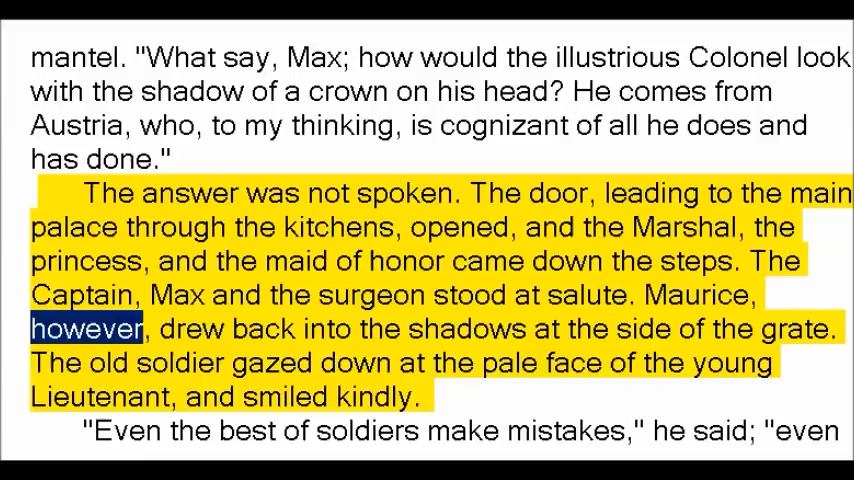 mantel. "What say, Max; how would the illustrious Colonel look
with the shadow of a crown on his head? He comes from
Austria, who, to my thinking, is cognizant of all he does and
has done."
The answer was not spoken. The door, leading to the main
palace through the kitchens, opened, and the Marshal, the
princess, and the maid of honor came down the steps. The
Captain, Max and the surgeon stood at salute. Maurice,
however, drew back into the shadows at the side of the grate.
The old soldier gazed down at the pale face of the young
Lieutenant, and smiled kindly.
"Even the best of soldiers make mistakes," he said; "even